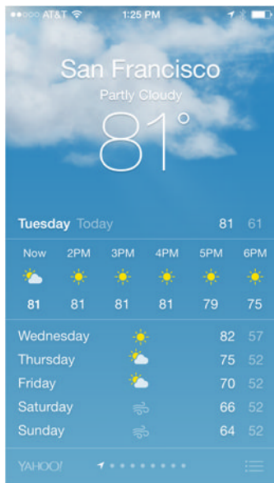 AT&T 1:25 PM
San Francisco
Partly Cloudy
81°
Tuesday Today 81 61
Now 2PM 3PM 4PM 5PM 6PM
81 81 81 81 79 75
Wednesday 82 57
Thursday 75 52
Friday 70 52
Saturday 66 52
Sunday 64 52
YAHOO!